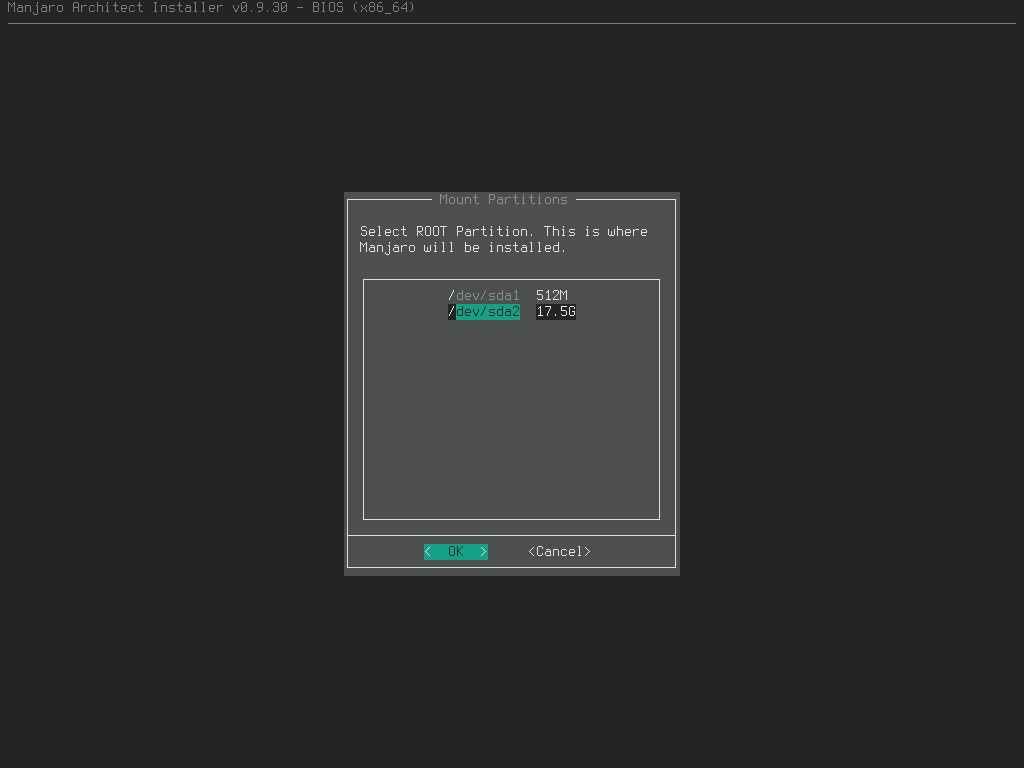 Manjaro Architect Installer v0.9.30 - BIOS (x86_64)
Mount Partitions
Select ROOT Partition. This is where
Manjaro will be installed.
/dev/sda1 512M
/dev/sda2 17.5G
< OK > <Cancel>